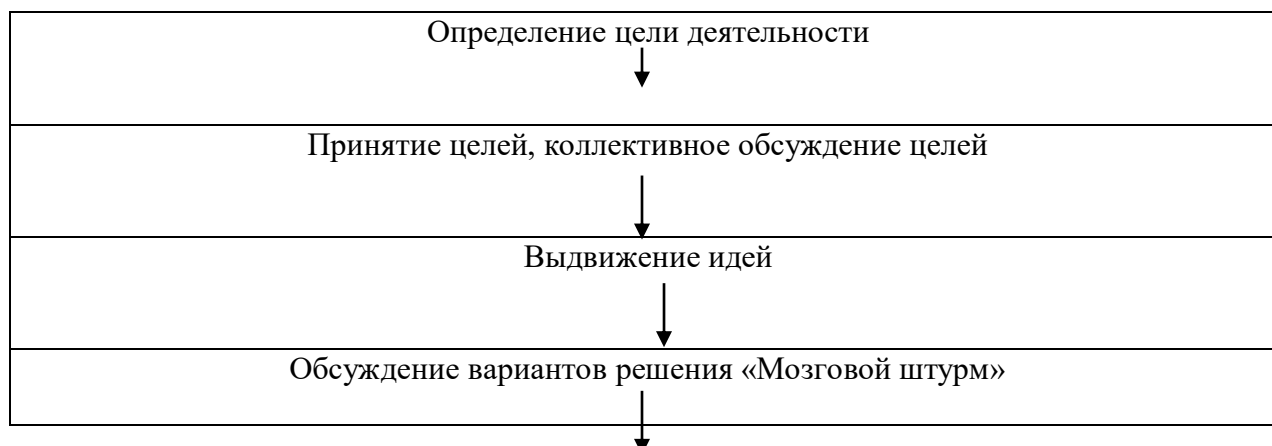 Определение цели деятельности
Принятие целей, коллективное обсуждение целей
Выдвижение идей
Обсуждение вариантов решения «Мозговой штурм»